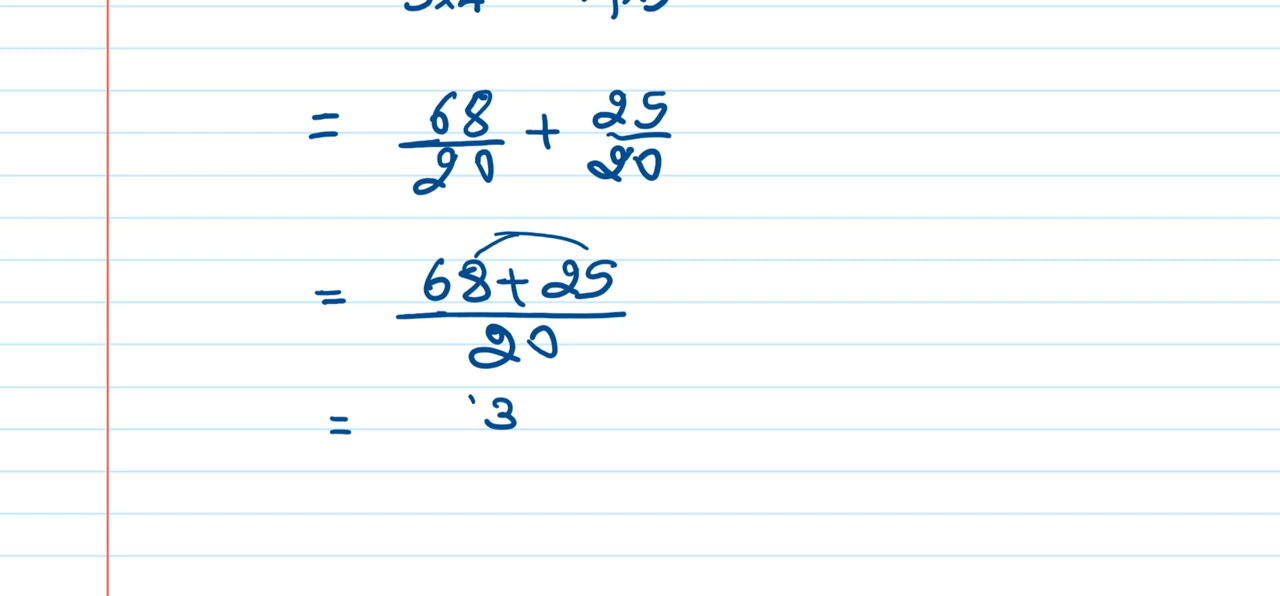 = 68/20 + 25/20
= 68+25/20
= '3